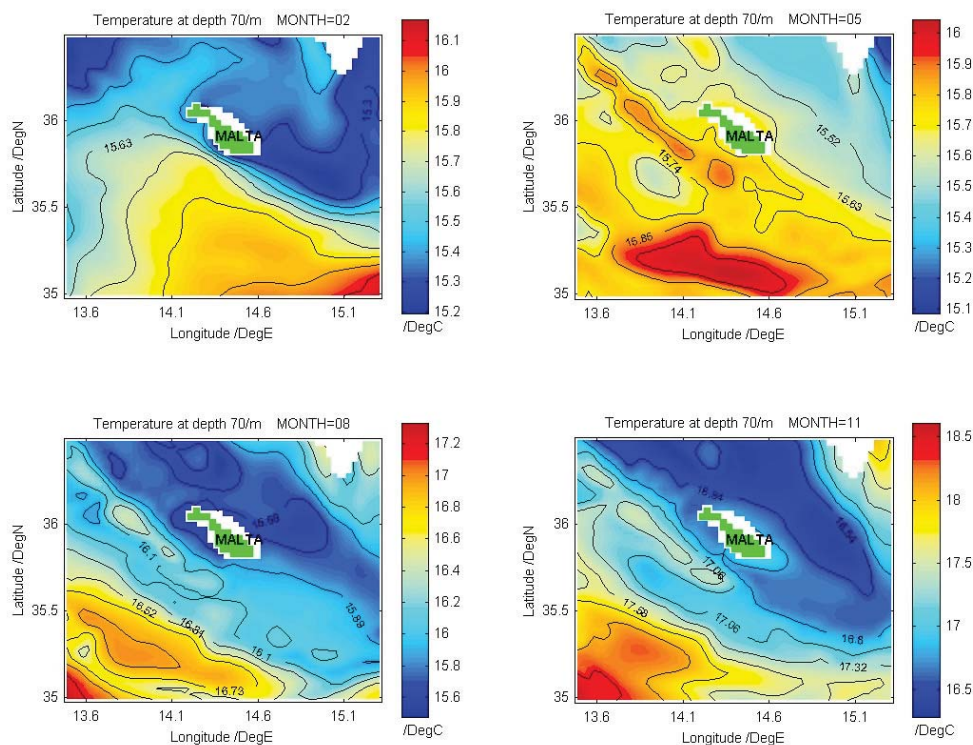 Temperature at depth 70/m MONTH=02
Latitude /DegN
36
35.5
35
MALTA
15.63
15.3
13.6 14.1 14.6 15.1
Longitude /DegE
16.1
16
15.9
15.8
15.7
15.6
15.5
15.4
15.3
15.2
/DegC
Temperature at depth 70/m MONTH=05
Latitude /DegN
36
35.5
35
MALTA
15.52
15.74
15.63
15.85
13.6 14.1 14.6 15.1
Longitude /DegE
16
15.9
15.8
15.7
15.6
15.5
15.4
15.3
15.2
15.1
/DegC
Temperature at depth 70/m MONTH=08
Latitude /DegN
36
35.5
35
MALTA
15.69
16.1
15.89
16.52
16.31
16.1
16.73
13.6 14.1 14.6 15.1
Longitude /DegE
17.2
17
16.8
16.6
16.4
16.2
16
15.8
15.6
/DegC
Temperature at depth 70/m MONTH=11
Latitude /DegN
36
35.5
35
MALTA
16.54
16.54
17.06
17.58
17.06
16.8
17.32
13.6 14.1 14.6 15.1
Longitude /DegE
18.5
18
17.5
17
16.5
/DegC